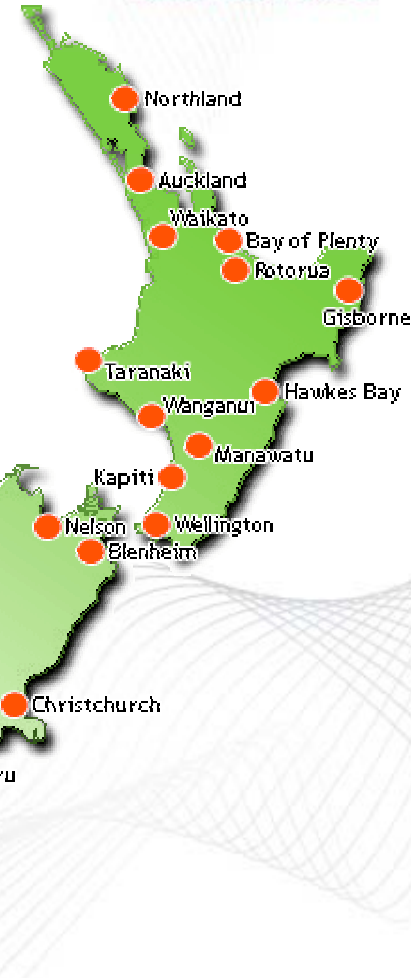 Northland
Auckland
Waikato
Bay of Plenty
Rotorua
Gisborne
Taranaki
Hawkes Bay
Wanganui
Manawatu
Kapiti
Nelson
Wellington
Blenheim
Christchurch